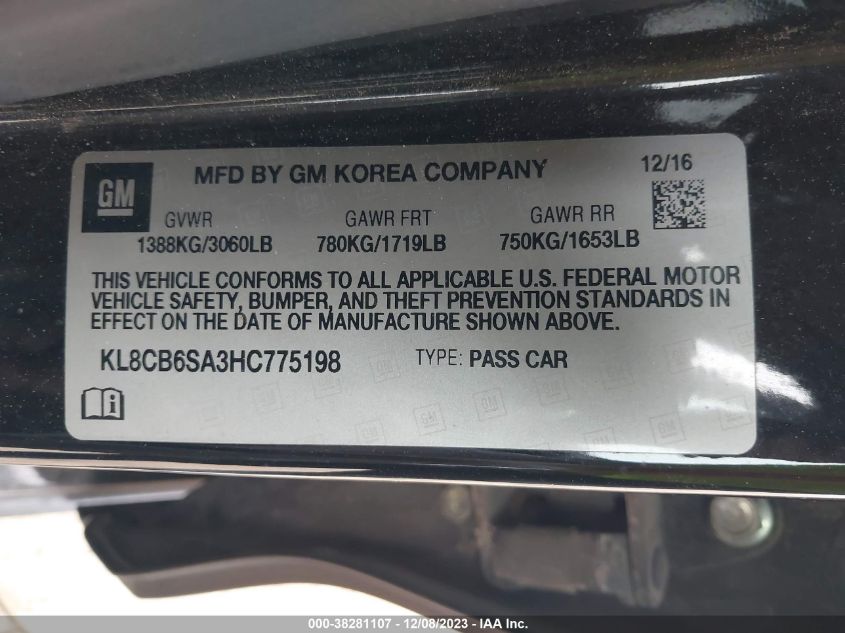 GM
MFD BY GM KOREA COMPANY
12/16
GVWR GAWR FRT GAWR RR
1388KG/3060LB 780KG/1719LB 750KG/1653LB
THIS VEHICLE CONFORMS TO ALL APPLICABLE U.S. FEDERAL MOTOR
VEHICLE SAFETY, BUMPER, AND THEFT PREVENTION STANDARDS IN
EFFECT ON THE DATE OF MANUFACTURE SHOWN ABOVE.
KL8CB6SA3HC775198 TYPE: PASS CAR
000-38281107 - 12/08/2023 - IAA Inc.